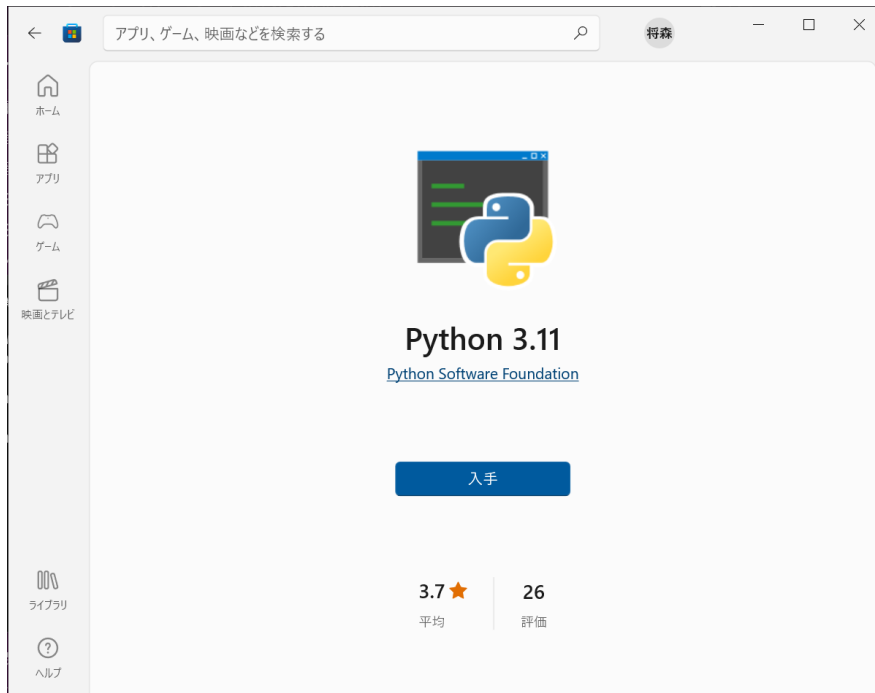 アプリ、ゲーム、映画などを検索する
将森
ホーム
アプリ
ゲーム
映画とテレビ
Python 3.11
Python Software Foundation
入手
3.7
平均
26
評価
ライブラリ
ヘルプ